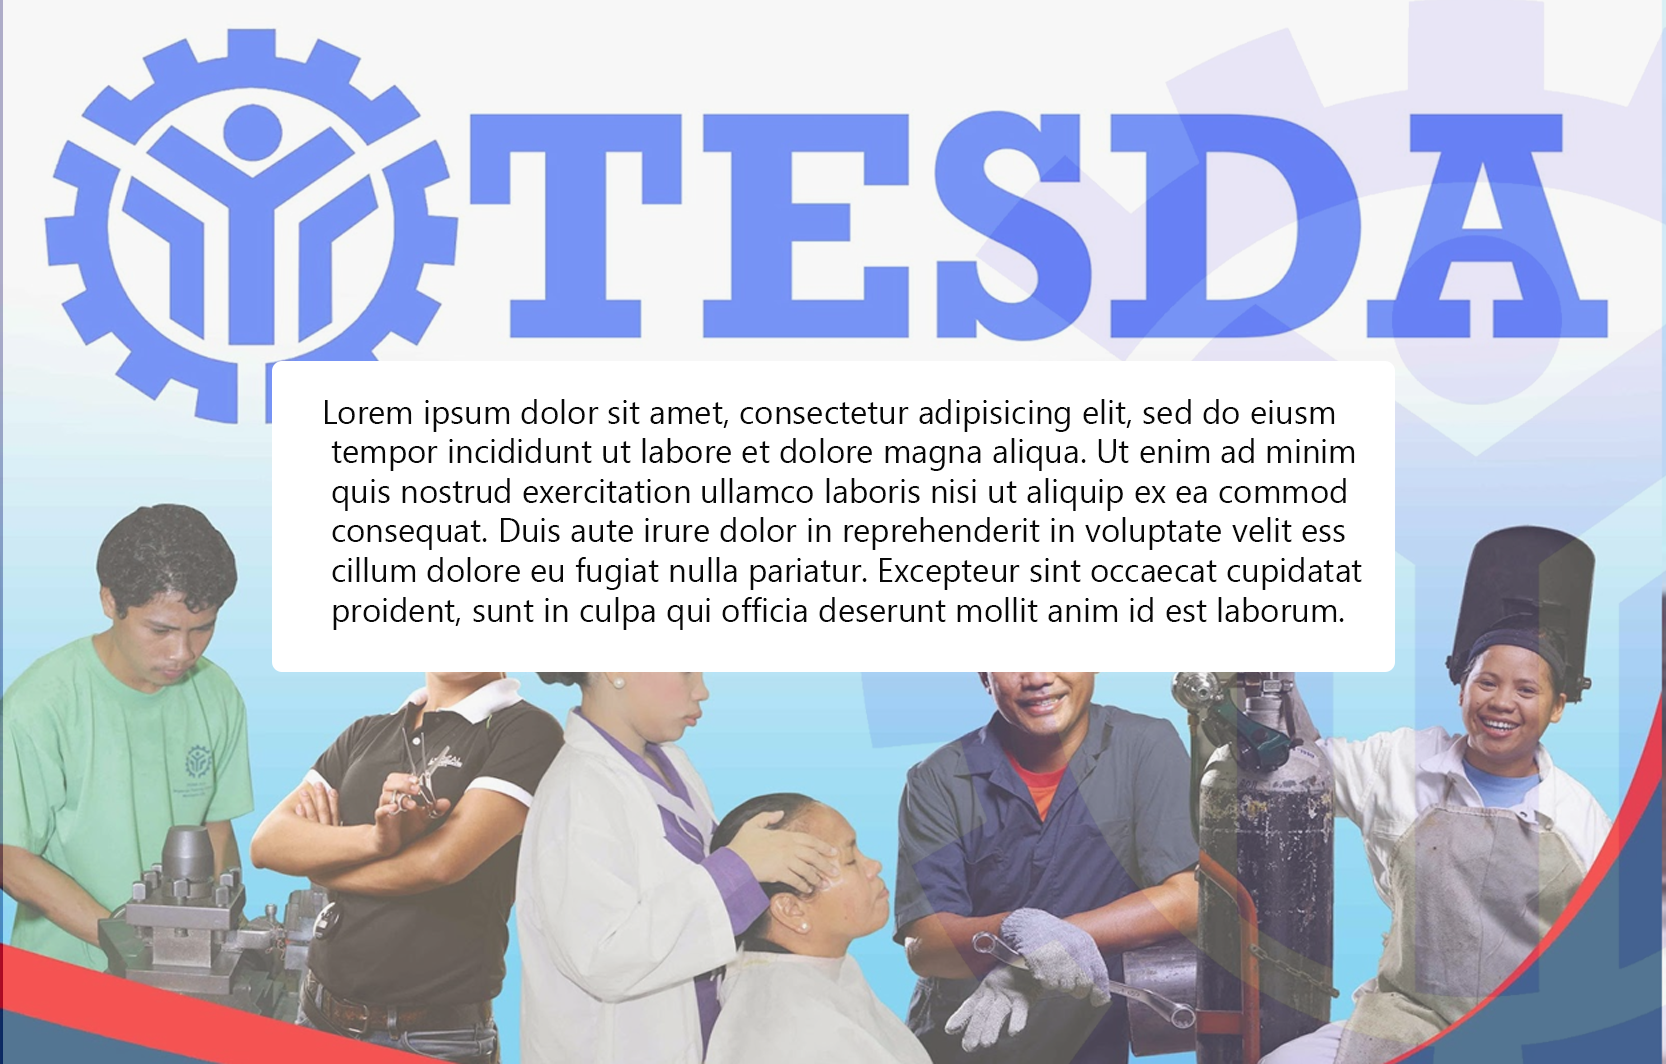 TESDA
Lorem ipsum dolor sit amet, consectetur adipisicing elit, sed do eiusm
tempor incididunt ut labore et dolore magna aliqua. Ut enim ad minim
quis nostrud exercitation ullamco laboris nisi ut aliquip ex ea commod
consequat. Duis aute irure dolor in reprehenderit in voluptate velit ess
cillum dolore eu fugiat nulla pariatur. Excepteur sint occaecat cupidatat
proident, sunt in culpa qui officia deserunt mollit anim id est laborum.